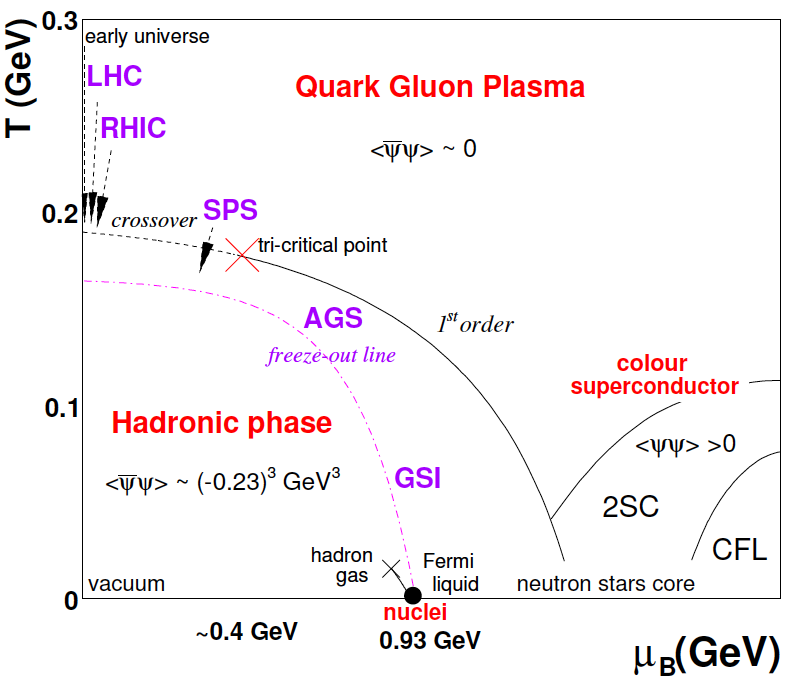 0.3
T (GeV)
early universe
LHC
Quark Gluon Plasma
RHIC
<ψ̅ψ> ~ 0
0.2
crossover
SPS
tri-critical point
AGS
1st order
freeze-out line
colour
superconductor
0.1
Hadronic phase
<ψψ> >0
<ψ̅ψ> ~ (-0.23)³ GeV³
GSI
2SC
CFL
hadron
gas
Fermi
liquid
vacuum
neutron stars core
0
nuclei
~0.4 GeV
0.93 GeV
μB(GeV)